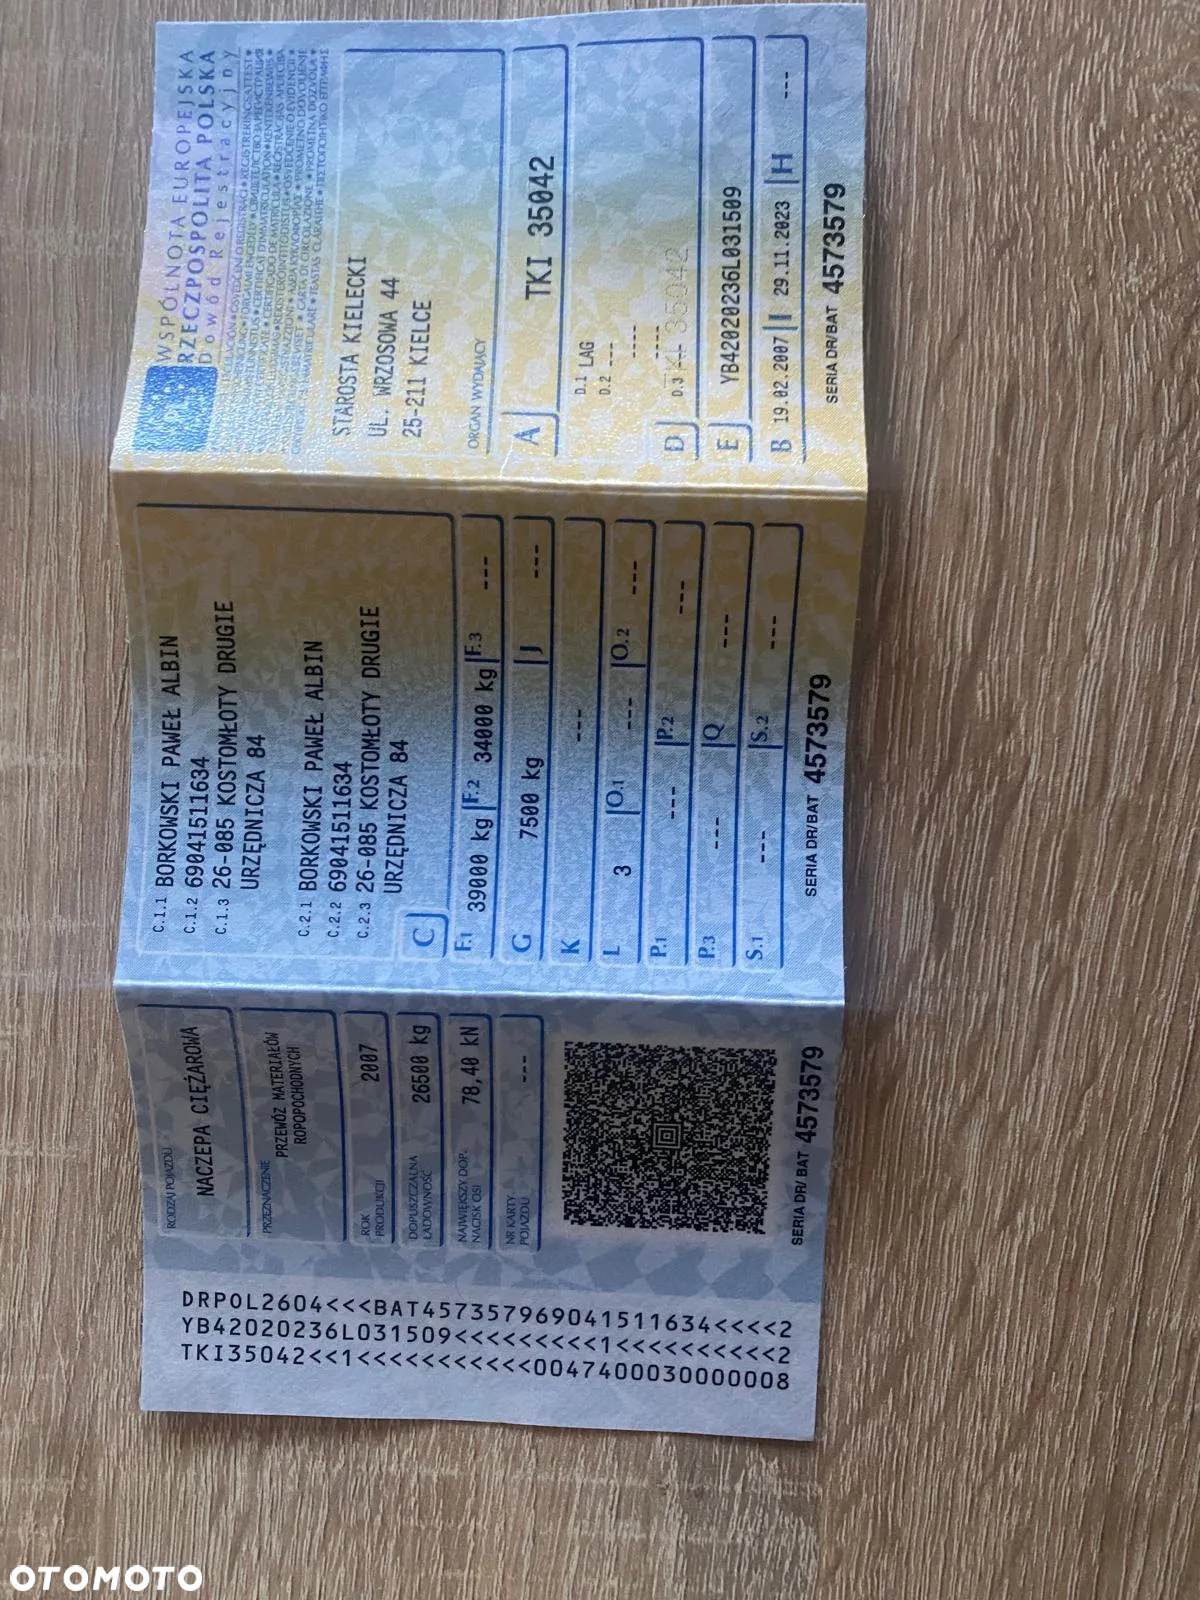 WSPÓLNOTA EUROPEJSKA
RZECZPOSPOLITA POLSKA
Dowód Rejestracyjny
STAROSTA KIELECKI
UL. WRZOSOWA 44
25-211 KIELCE
ORGAN WYDAJĄCY
A TKI 35042
D.1 LAG
D.2 ---
----
D.3 ----
TKI 35042
D
E YB42020236L031509
B 19.02.2007 I 29.11.2023 H ---
SERIA DR/BAT 4573579
C.1.1 BORKOWSKI PAWEŁ ALBIN
C.1.2 69041511634
C.1.3 26-085 KOSTOMŁOTY DRUGIE
URZĘDNICZA 84
C.2.1 BORKOWSKI PAWEŁ ALBIN
C.2.2 69041511634
C.2.3 26-085 KOSTOMŁOTY DRUGIE
URZĘDNICZA 84
C
F.1 39000 kg F.2 34000 kg F.3 ---
G 7500 kg J ---
K ---
L 3 O.1 --- O.2 ---
P.1 --- P.2 ---
P.3 --- Q ---
S.1 --- S.2 ---
SERIA DR/BAT 4573579
RODZAJ POJAZDU
NACZEPA CIĘŻAROWA
PRZEZNACZENIE
PRZEWÓZ MATERIAŁÓW
ROPOPOCHODNYCH
ROK
PRODUKCJI 2007
DOPUSZCZALNA
ŁADOWNOŚĆ 26500 kg
NAJWIĘKSZY DOP.
NACISK OSI 78,40 kN
NR KARTY
POJAZDU ---
SERIA DR/ BAT 4573579
DRPOL2604<<<BAT457357969041511634<<<<2
YB42020236L031509<<<<<<<<<1<<<<<<<<<<2
TKI35042<<1<<<<<<<<<<<0047400030000008
OTOMOTO